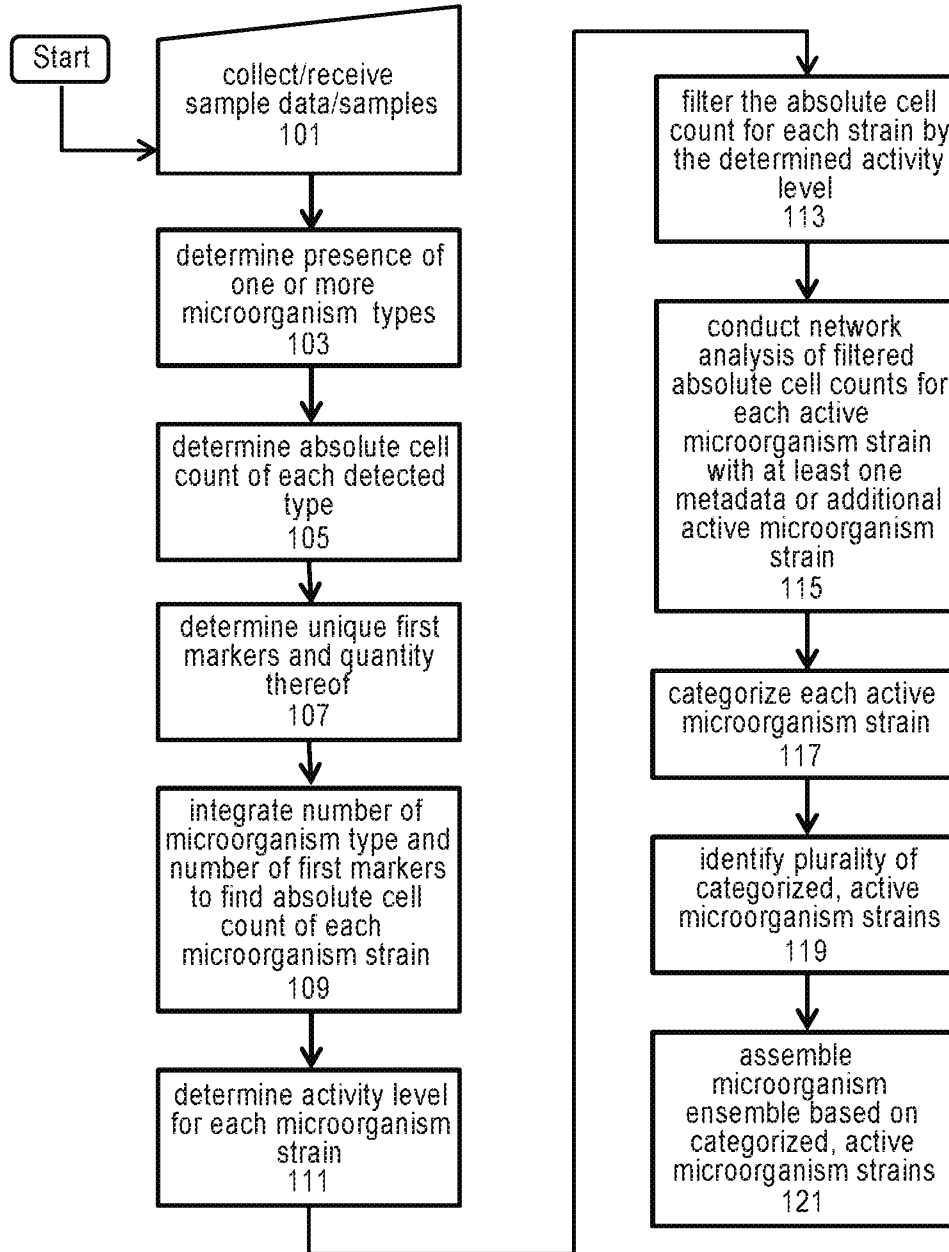 Start
collect/receive
sample data/samples
101
determine presence of
one or more
microorganism types
103
determine absolute cell
count of each detected
type
105
determine unique first
markers and quantity
thereof
107
integrate number of
microorganism type and
number of first markers
to find absolute cell
count of each
microorganism strain
109
determine activity level
for each microorganism
strain
111
filter the absolute cell
count for each strain by
the determined activity
level
113
conduct network
analysis of filtered
absolute cell counts for
each active
microorganism strain
with at least one
metadata or additional
active microorganism
strain
115
categorize each active
microorganism strain
117
identify plurality of
categorized, active
microorganism strains
119
assemble
microorganism
ensemble based on
categorized, active
microorganism strains
121